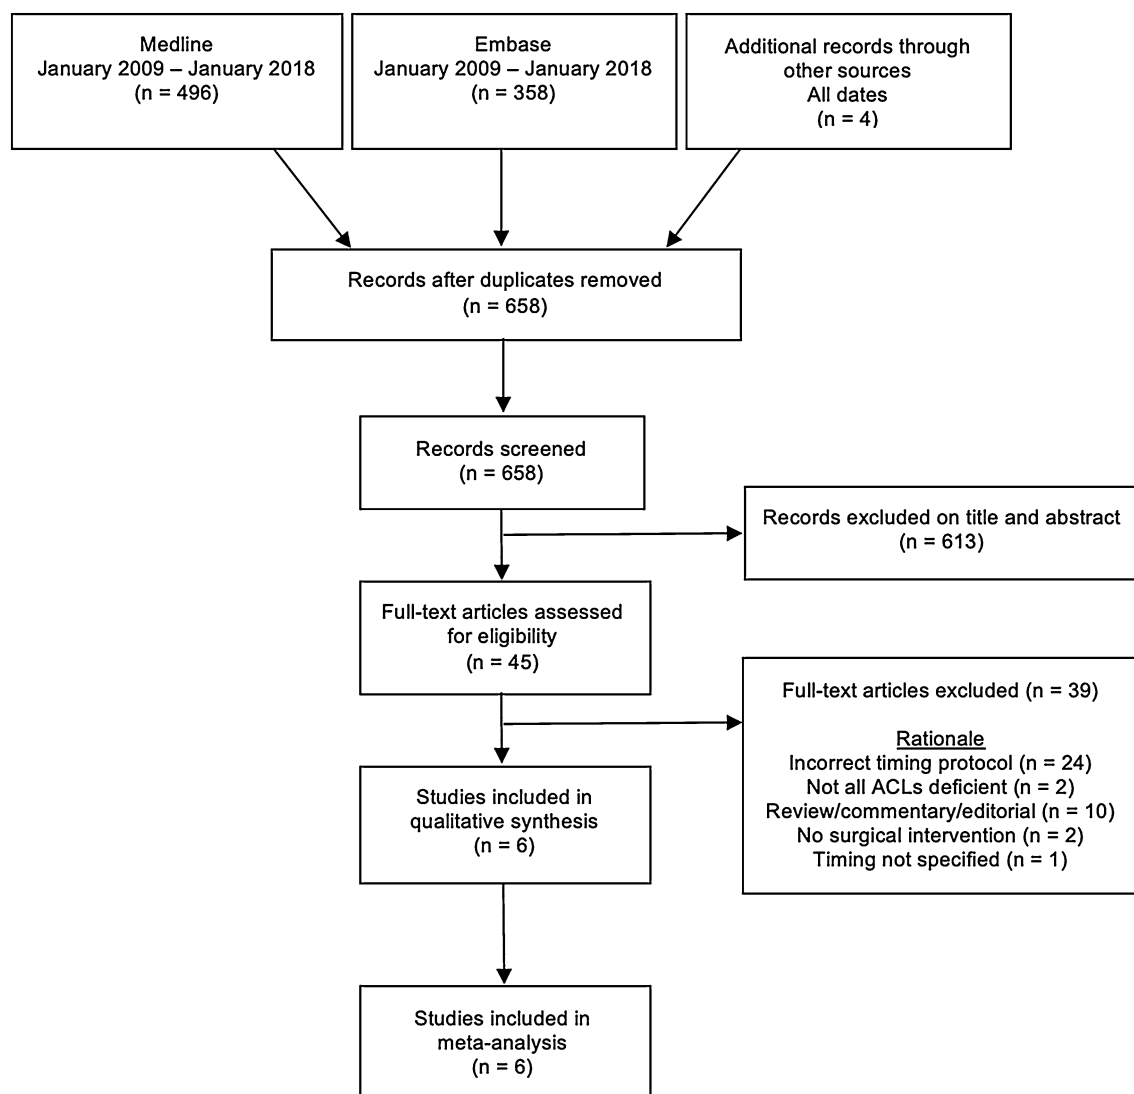 Medline
January 2009 – January 2018
(n = 496)
Embase
January 2009 – January 2018
(n = 358)
Additional records through
other sources
All dates
(n = 4)
Records after duplicates removed
(n = 658)
Records screened
(n = 658)
Records excluded on title and abstract
(n = 613)
Full-text articles assessed
for eligibility
(n = 45)
Full-text articles excluded (n = 39)
Rationale
Incorrect timing protocol (n = 24)
Not all ACLs deficient (n = 2)
Review/commentary/editorial (n = 10)
No surgical intervention (n = 2)
Timing not specified (n = 1)
Studies included in
qualitative synthesis
(n = 6)
Studies included in
meta-analysis
(n = 6)